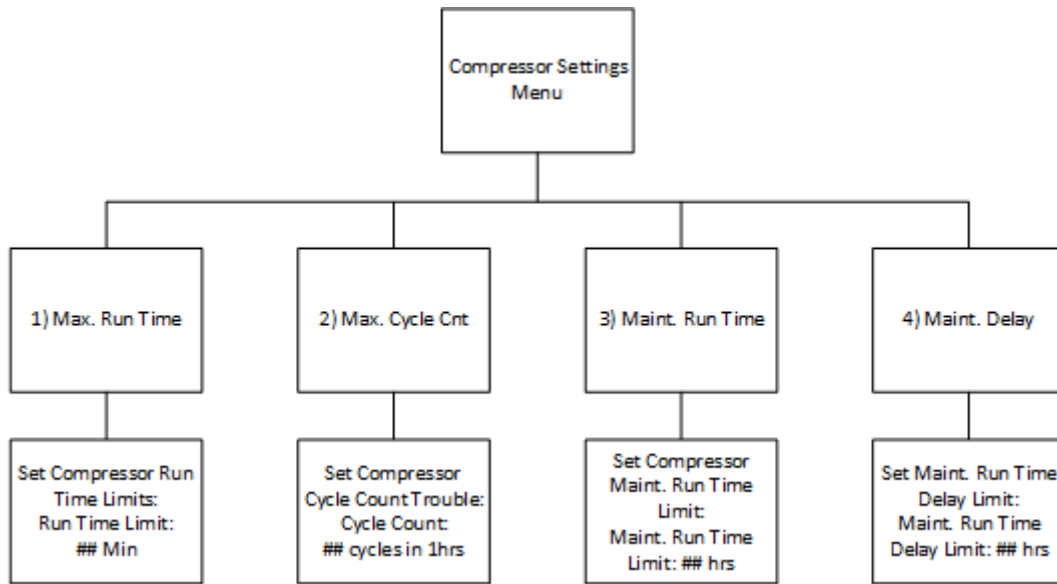 Compressor Settings
Menu
1) Max. Run Time
2) Max. Cycle Cnt
3) Maint. Run Time
4) Maint. Delay
Set Compressor Run
Time Limits:
Run Time Limit:
## Min
Set Compressor
Cycle Count Trouble:
Cycle Count:
## cycles in 1hrs
Set Compressor
Maint. Run Time
Limit:
Maint. Run Time
Limit: ## hrs
Set Maint. Run Time
Delay Limit:
Maint. Run Time
Delay Limit: ## hrs